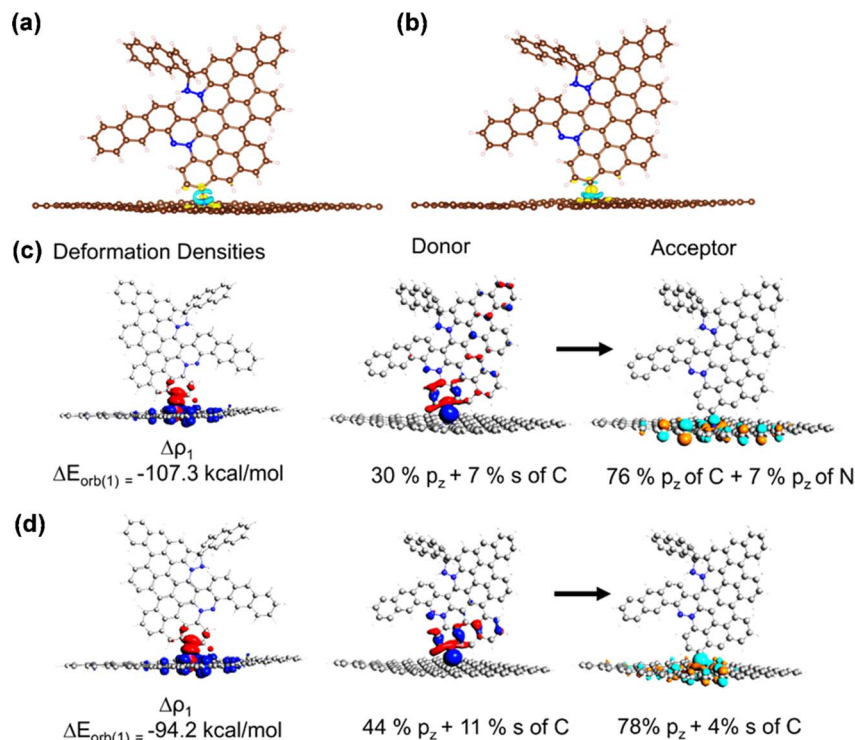 (a)
(b)
(c) Deformation Densities Donor Acceptor
Δρ₁
ΔEorb(1) = -107.3 kcal/mol
30 % pz + 7 % s of C
76 % pz of C + 7 % pz of N
(d)
Δρ₁
ΔEorb(1) = -94.2 kcal/mol
44 % pz + 11 % s of C
78% pz + 4% s of C